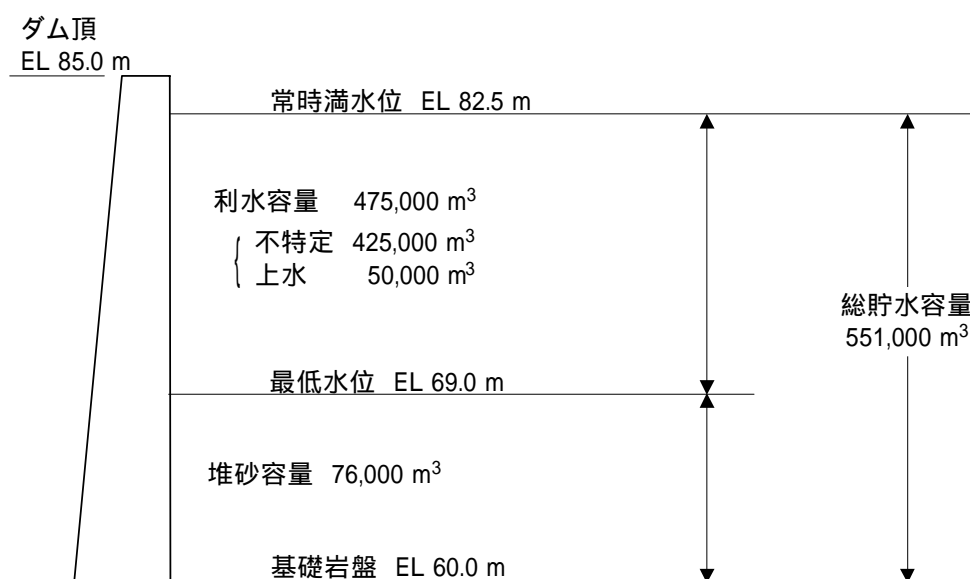 ダム頂
EL 85.0 m
常時満水位 EL 82.5 m
利水容量 475,000 m³
不特定 425,000 m³
上水 50,000 m³
総貯水容量
551,000 m³
最低水位 EL 69.0 m
堆砂容量 76,000 m³
基礎岩盤 EL 60.0 m